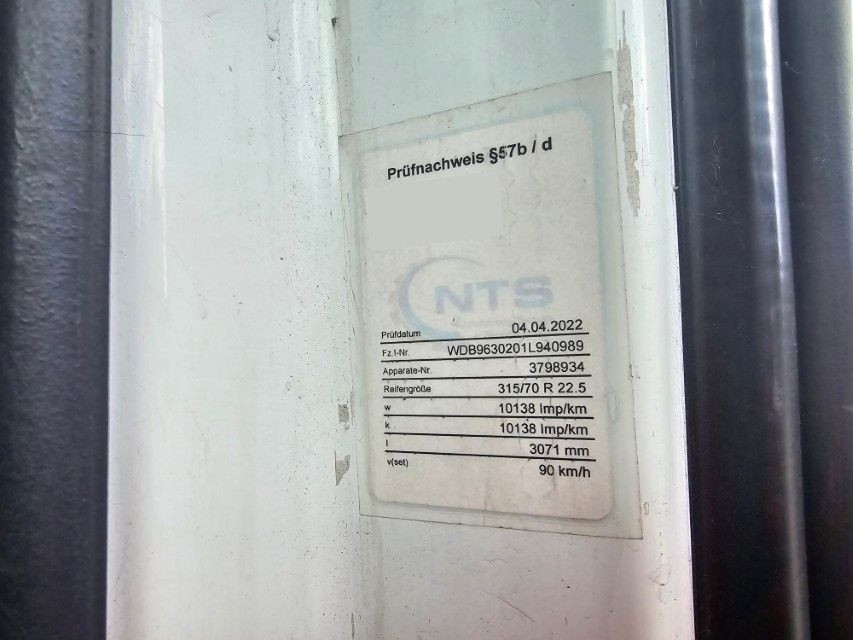 Prüfnachweis §57b / d
NTS
Prüfdatum 04.04.2022
Fz.I-Nr. WDB9630201L940989
Apparate-Nr. 3798934
Reifengröße 315/70 R 22.5
w 10138 Imp/km
k 10138 Imp/km
l 3071 mm
v(set) 90 km/h